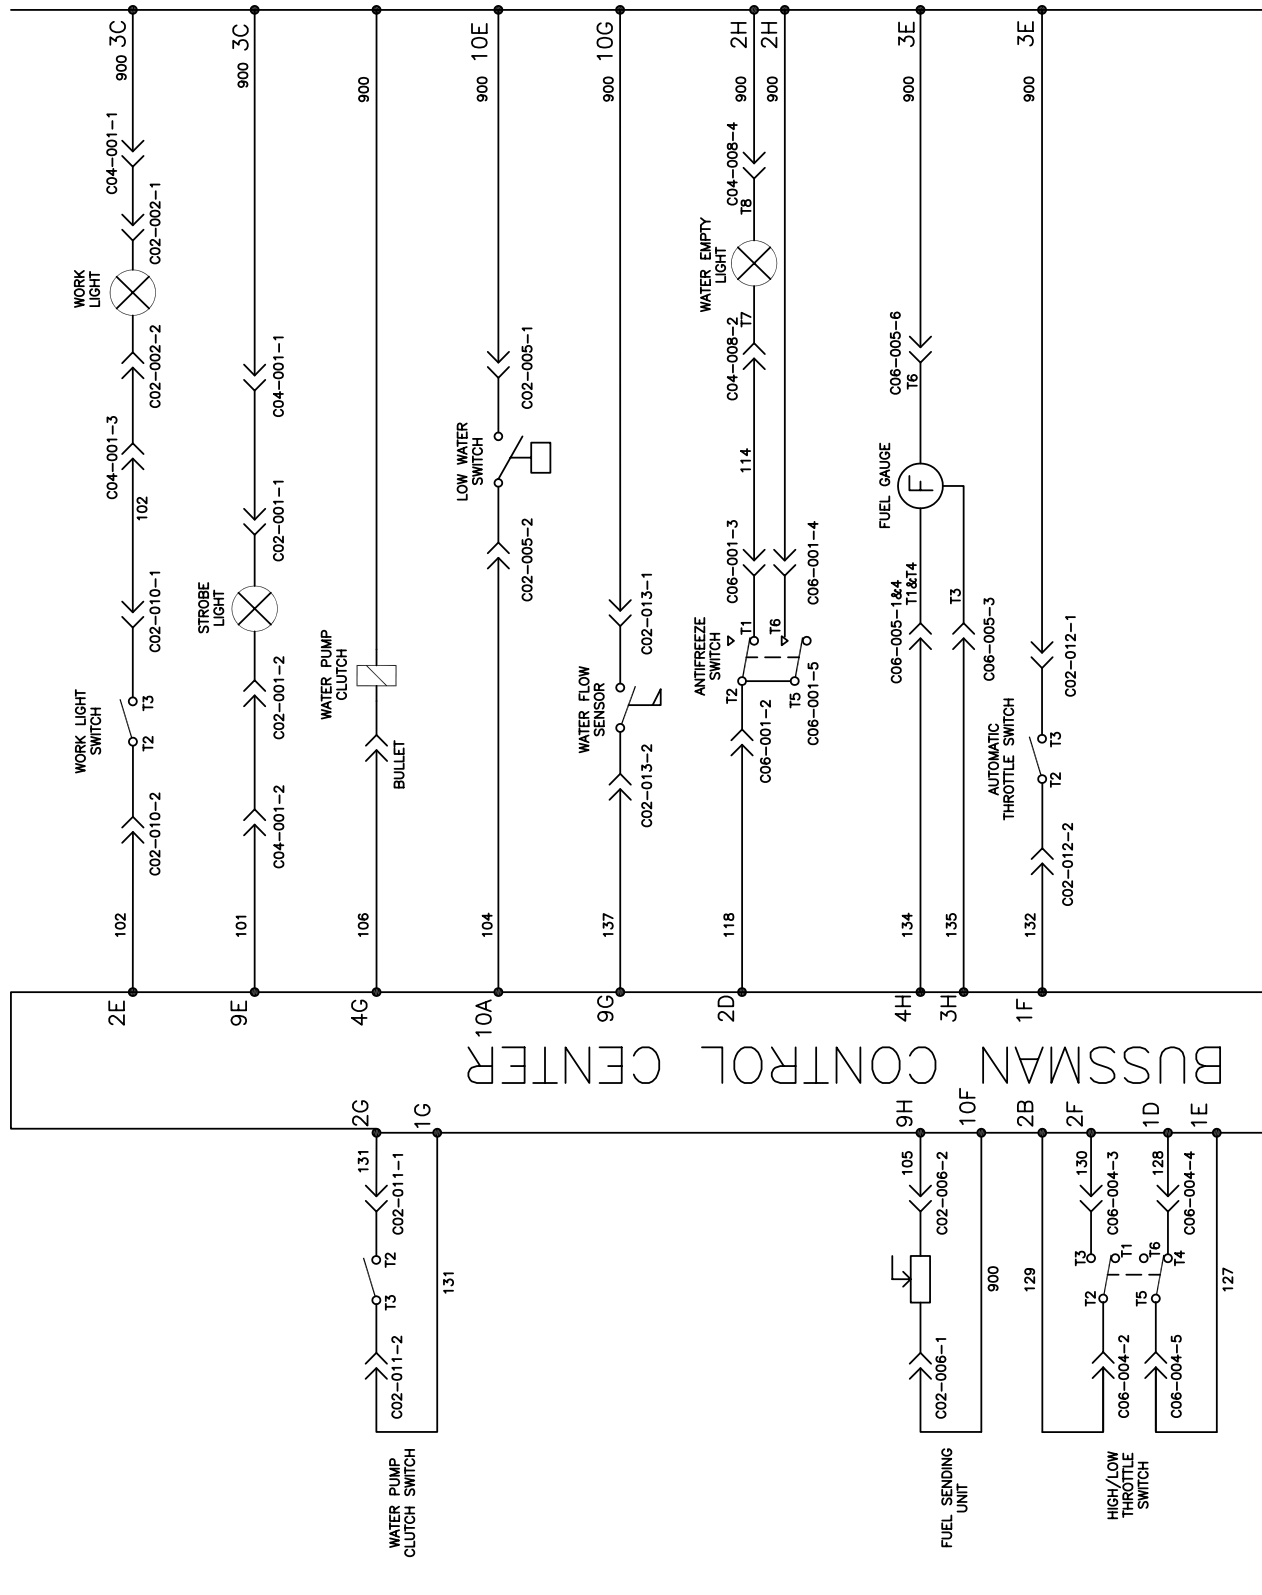 3C
900
C04-001-1
C02-002-1
WORK
LIGHT
C02-002-2
C04-001-3
102
C02-010-1
T3
T2
WORK LIGHT
SWITCH
C02-010-2
102
2E
3C
900
C04-001-1
C02-001-1
STROBE
LIGHT
C02-001-2
C04-001-2
101
9E
900
WATER PUMP
CLUTCH
BULLET
106
4G
10E
900
C02-005-1
LOW WATER
SWITCH
C02-005-2
104
10A
10G
900
C02-013-1
WATER FLOW
SENSOR
C02-013-2
137
9G
2H
2H
900
900
C04-008-4
T8
WATER EMPTY
LIGHT
T7
C04-008-2
114
C06-001-3
C06-001-4
T1
T6
ANTIFREEZE
SWITCH
T2
T5
C06-001-5
C06-001-2
118
2D
3E
900
C06-005-6
T6
FUEL GAUGE
F
C06-005-1&4
T1&T4
T3
C06-005-3
134
135
4H
3H
3E
900
C02-012-1
T3
T2
AUTOMATIC
THROTTLE SWITCH
C02-012-2
132
1F
BUSSMAN CONTROL CENTER
2G
1G
131
C02-011-1
T2
T3
C02-011-2
131
WATER PUMP
CLUTCH SWITCH
9H
10F
105
C02-006-2
900
C02-006-1
FUEL SENDING
UNIT
2B
2F
1D
1E
130
C06-004-3
128
C06-004-4
T3
T1
T6
T4
129
T2
T5
127
C06-004-2
C06-004-5
HIGH/LOW
THROTTLE
SWITCH